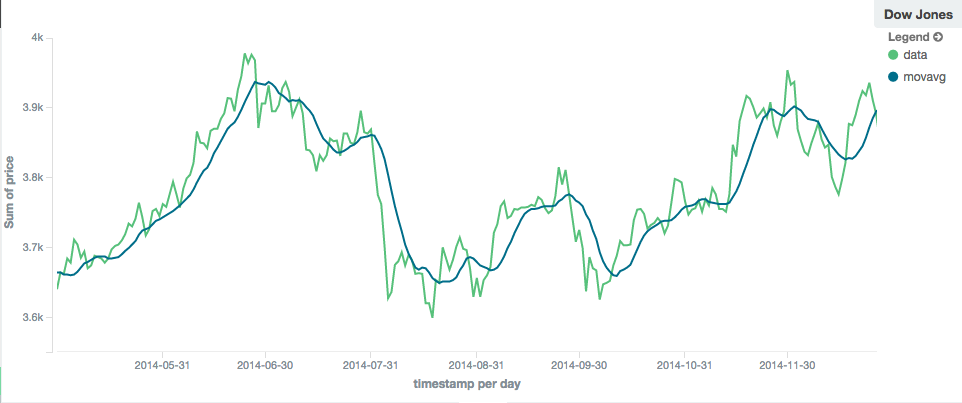 Dow Jones
Legend
data
movavg
Sum of price
4k
3.9k
3.8k
3.7k
3.6k
2014-05-31 2014-06-30 2014-07-31 2014-08-31 2014-09-30 2014-10-31 2014-11-30
timestamp per day